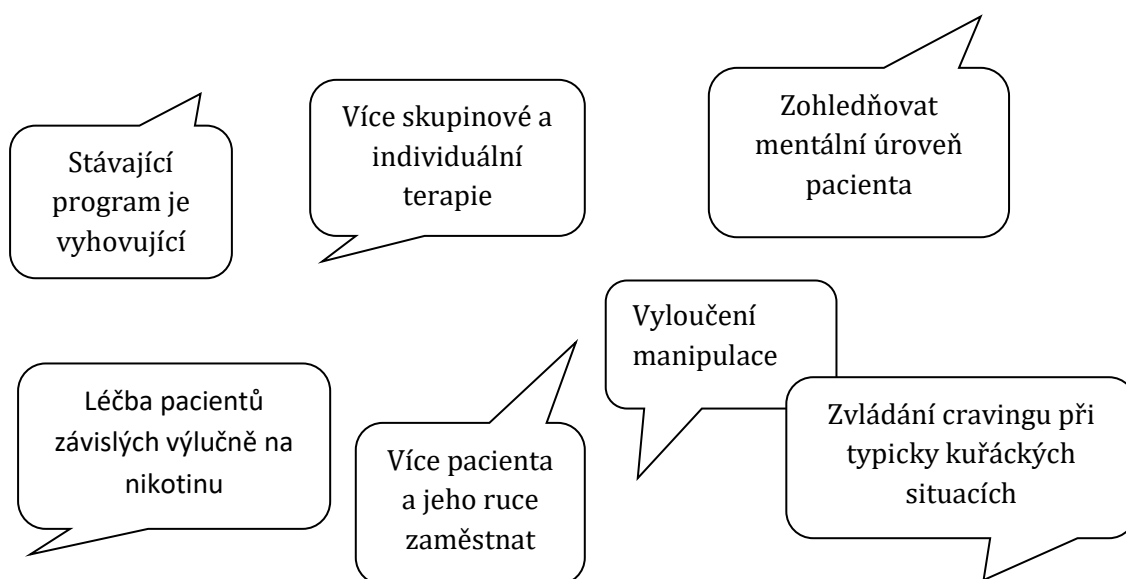 Stávající
program je
vyhovující
Více skupinové a
individuální
terapie
Zohledňovat
mentální úroveň
pacienta
Léčba pacientů
závislých výlučně na
nikotinu
Více pacienta
a jeho ruce
zaměstnat
Vyloučení
manipulace
Zvládání cravingu při
typicky kuřáckých
situacích